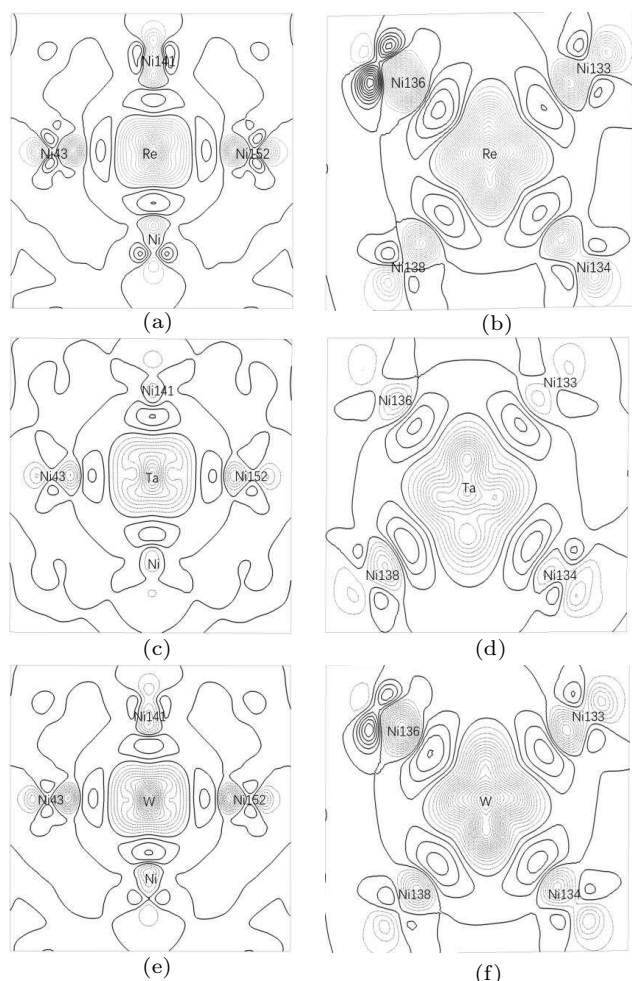 Ni141
Ni43 Re Ni152
Ni
(a)
Ni136 Ni133
Re
Ni138 Ni134
(b)
Ni141
Ni43 Ta Ni152
Ni
(c)
Ni136 Ni133
Ta
Ni138 Ni134
(d)
Ni141
Ni43 W Ni152
Ni
(e)
Ni136 Ni133
W
Ni138 Ni134
(f)